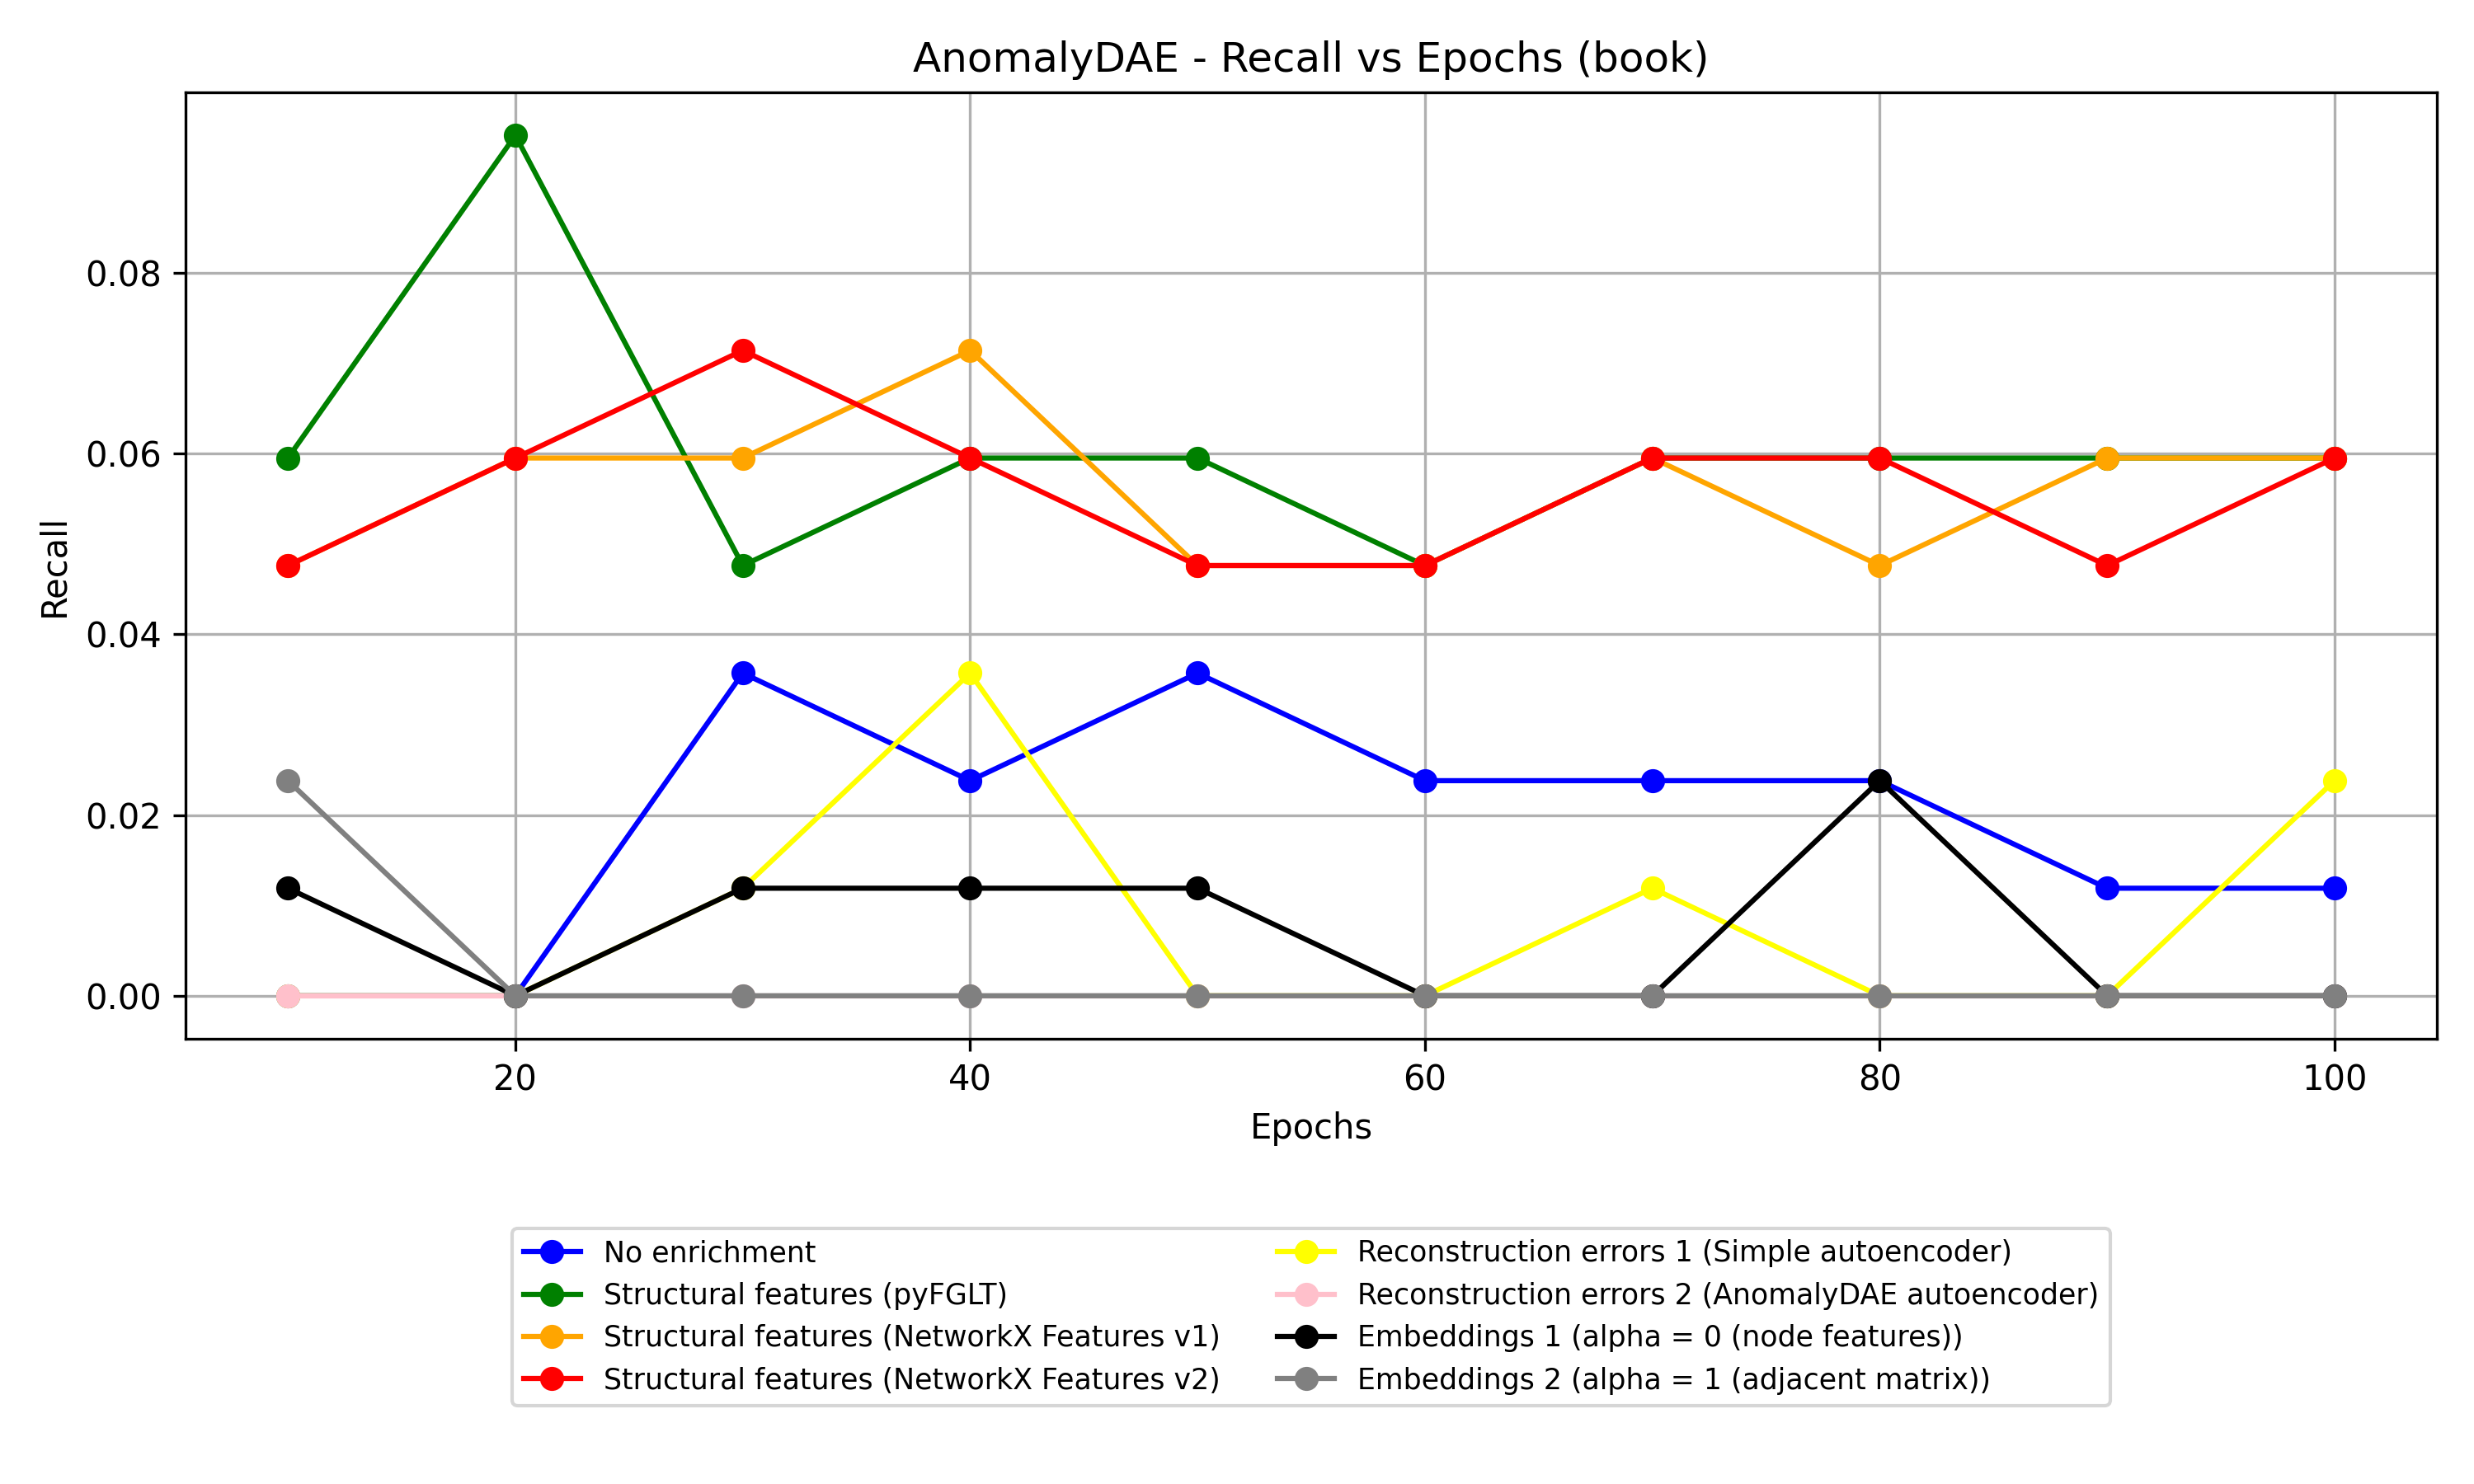 AnomalyDAE - Recall vs Epochs (book)
Recall
0.08
0.06
0.04
0.02
0.00
20 40 60 80 100
Epochs
No enrichment
Structural features (pyFGLT)
Structural features (NetworkX Features v1)
Structural features (NetworkX Features v2)
Reconstruction errors 1 (Simple autoencoder)
Reconstruction errors 2 (AnomalyDAE autoencoder)
Embeddings 1 (alpha = 0 (node features))
Embeddings 2 (alpha = 1 (adjacent matrix))